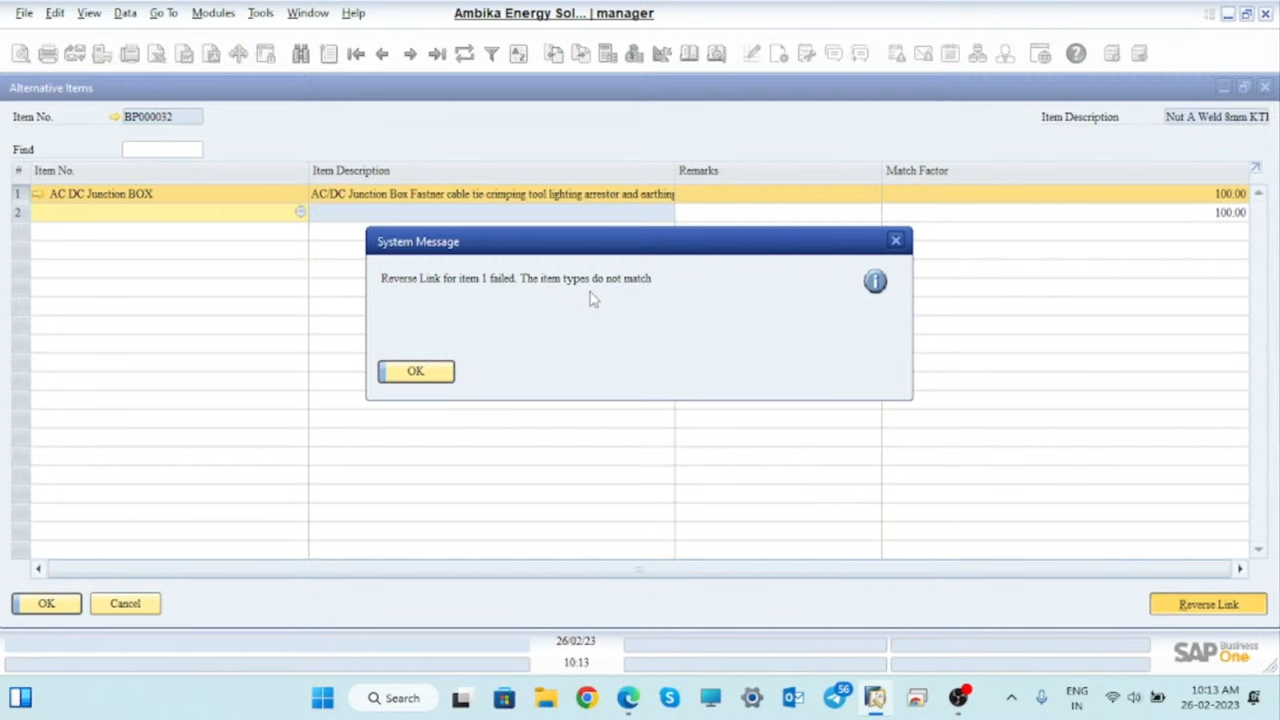 File Edit View Data Go To Modules Tools Window Help Ambika Energy Sol... | manager
Alternative Items
Item No. BP000032 Item Description Nut A Weld 8mm KTI
Find
# Item No. Item Description Remarks Match Factor
1 AC DC Junction BOX AC/DC Junction Box Fastner cable tie crimping tool lighting arrestor and earthing 100.00
2 100.00
System Message
Reverse Link for item 1 failed. The item types do not match
OK
OK Cancel Reverse Link
26/02/23
10:13
SAP Business One
Search 56 ENG IN 10:13 AM 26-02-2023